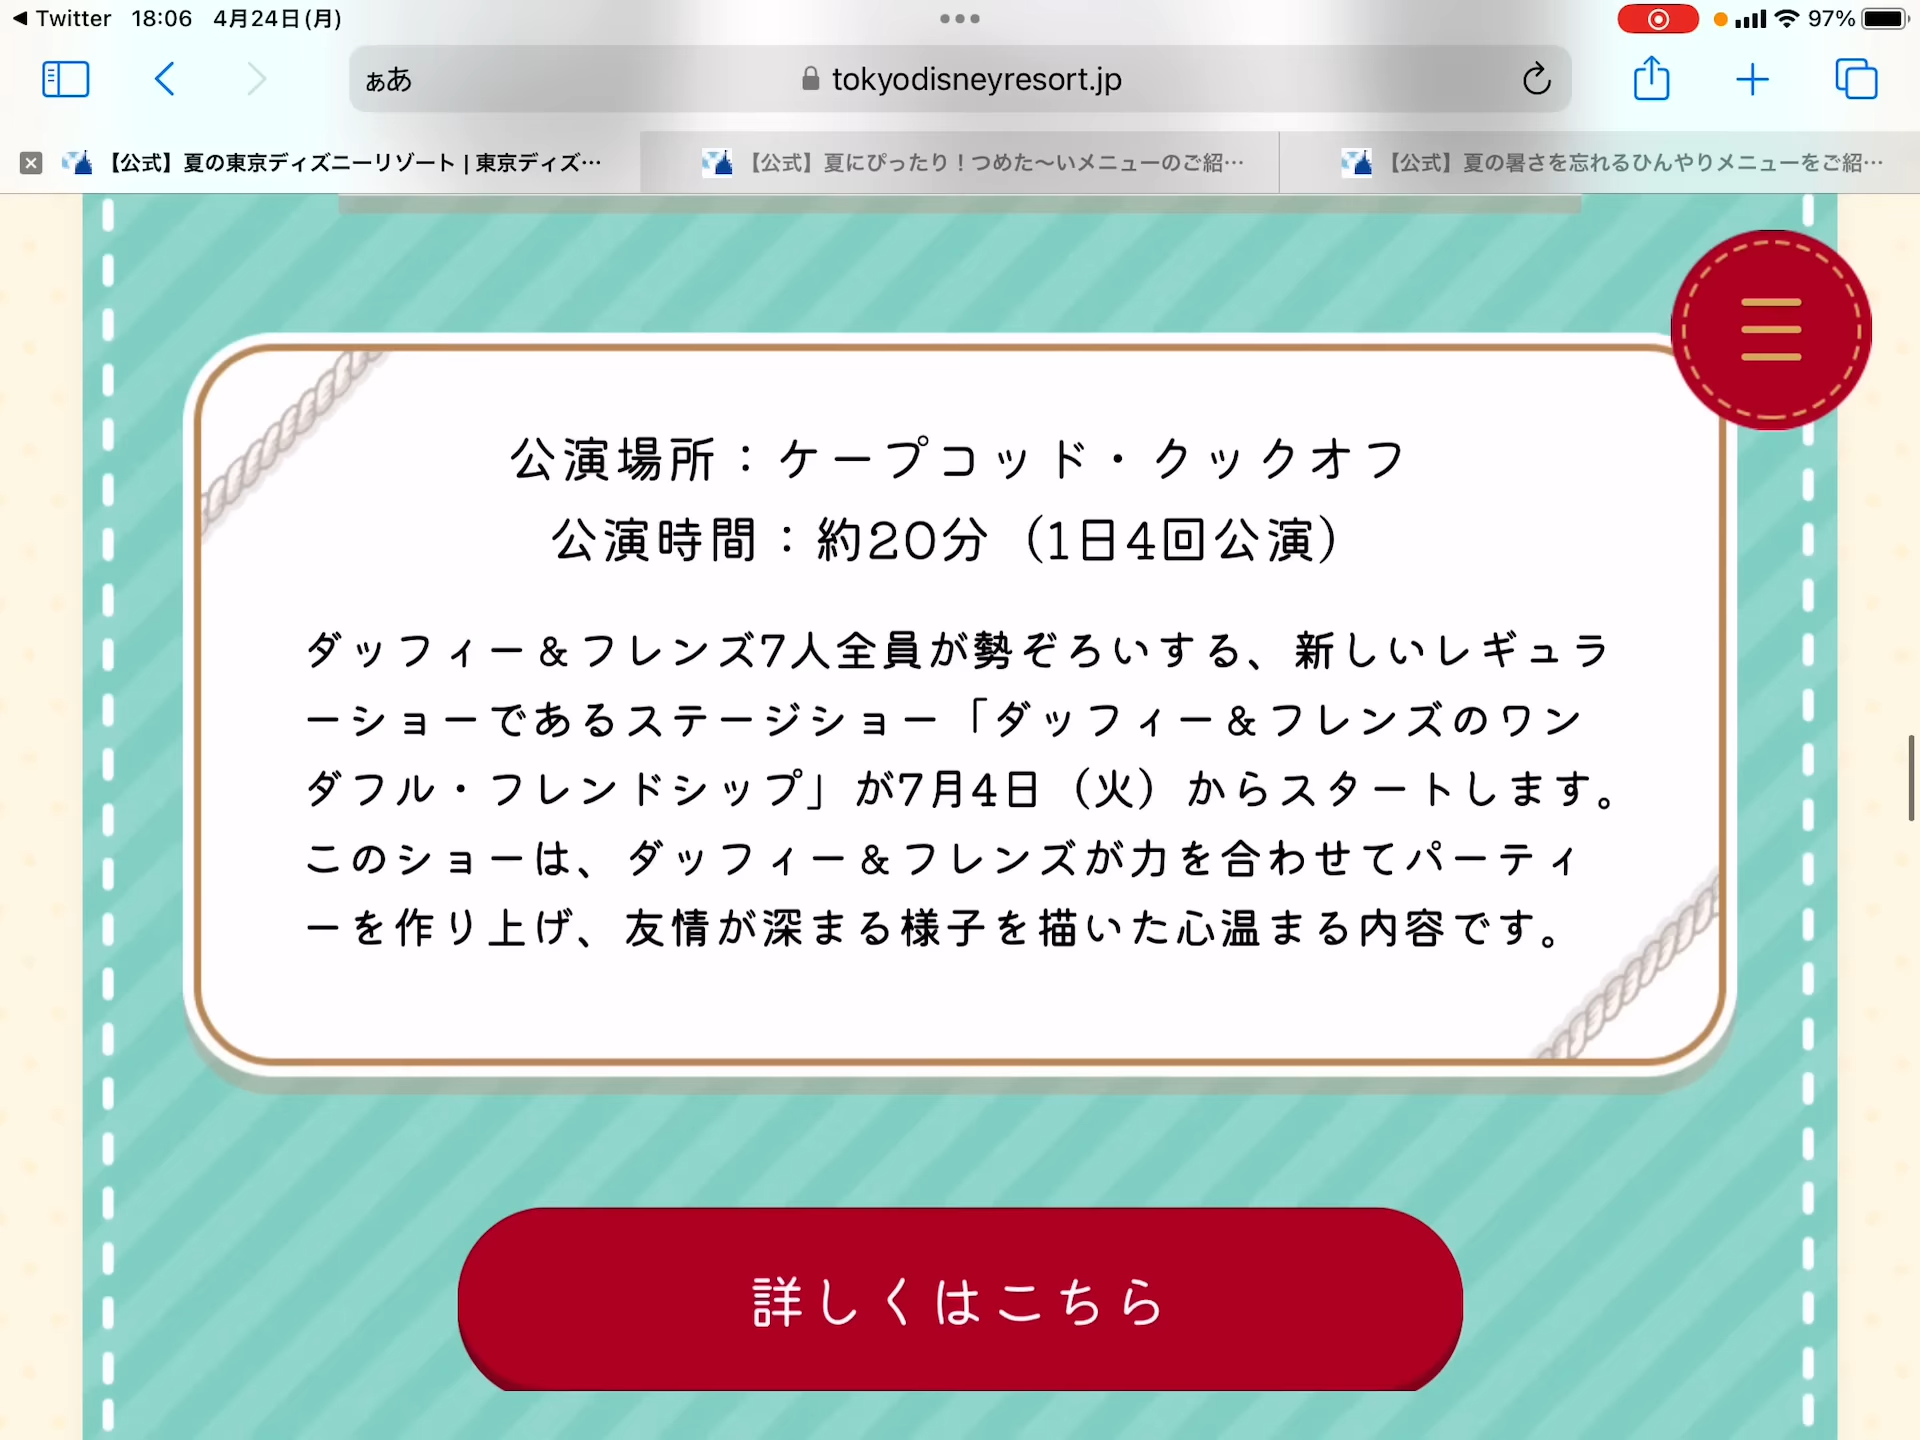 ◀ Twitter 18:06 4月24日(月) 97%
ぁあ tokyodisneyresort.jp
【公式】夏の東京ディズニーリゾート | 東京ディズ… 【公式】夏にぴったり！つめた〜いメニューのご紹… 【公式】夏の暑さを忘れるひんやりメニューをご紹…
公演場所：ケープコッド・クックオフ
公演時間：約20分（1日4回公演）
ダッフィー＆フレンズ7人全員が勢ぞろいする、新しいレギュラ
ーショーであるステージショー「ダッフィー＆フレンズのワン
ダフル・フレンドシップ」が7月4日（火）からスタートします。
このショーは、ダッフィー＆フレンズが力を合わせてパーティ
ーを作り上げ、友情が深まる様子を描いた心温まる内容です。
詳しくはこちら